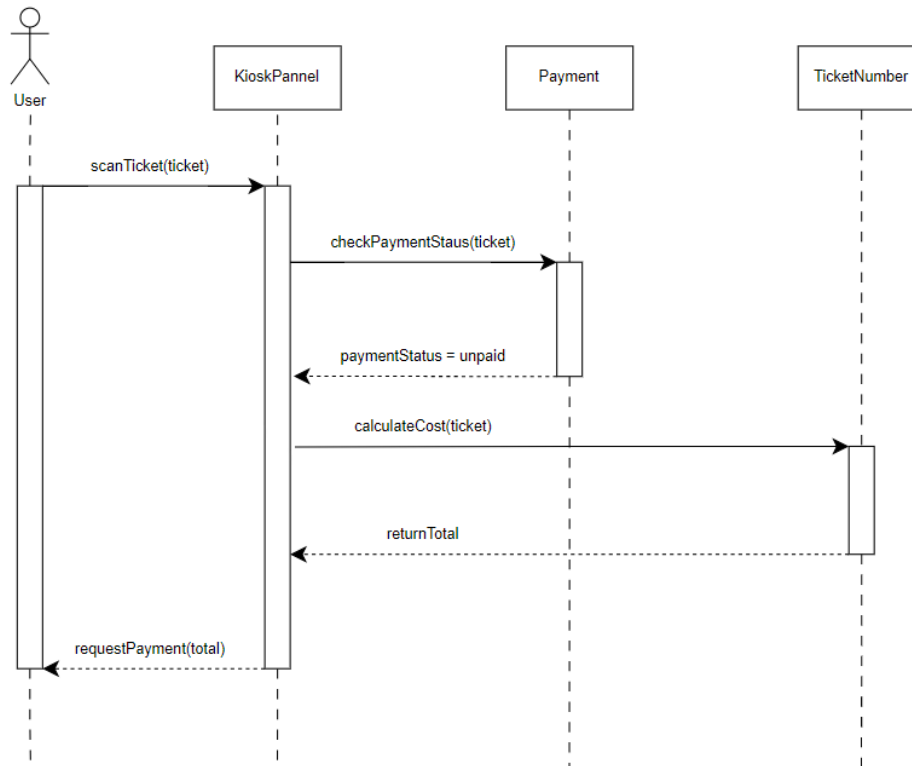 User
KioskPannel
Payment
TicketNumber
scanTicket(ticket)
checkPaymentStaus(ticket)
paymentStatus = unpaid
calculateCost(ticket)
returnTotal
requestPayment(total)